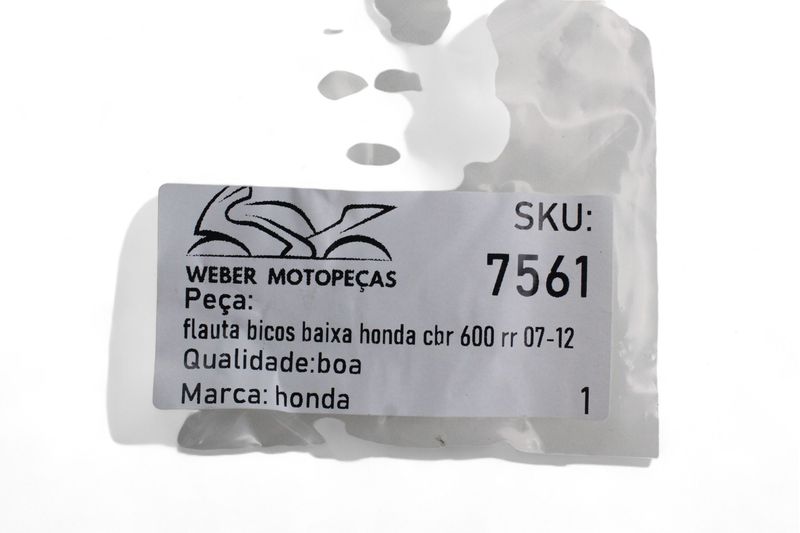 SKU:
7561
WEBER MOTOPEÇAS
Peça:
flauta bicos baixa honda cbr 600 rr 07-12
Qualidade:boa
Marca: honda
1